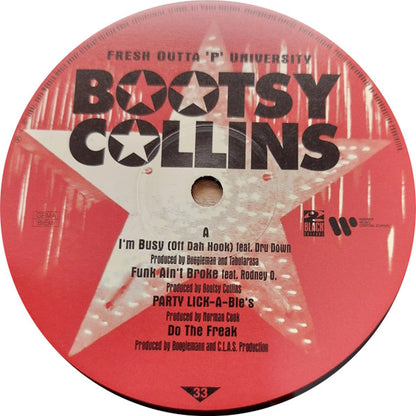 FRESH OUTTA 'P' UNIVERSITY
BOOTSY
COLLINS
A
I'm Busy (Off Dah Hook) feat. Dru Down
Produced by Boogieman and Tabularasa
Funk Ain't Broke feat. Rodney O.
Produced by Bootsy Collins
PARTY LICK-A-Ble's
Produced by Norman Cook
Do The Freak
Produced by Boogiemann and C.L.A.S. Production
BLACK
33